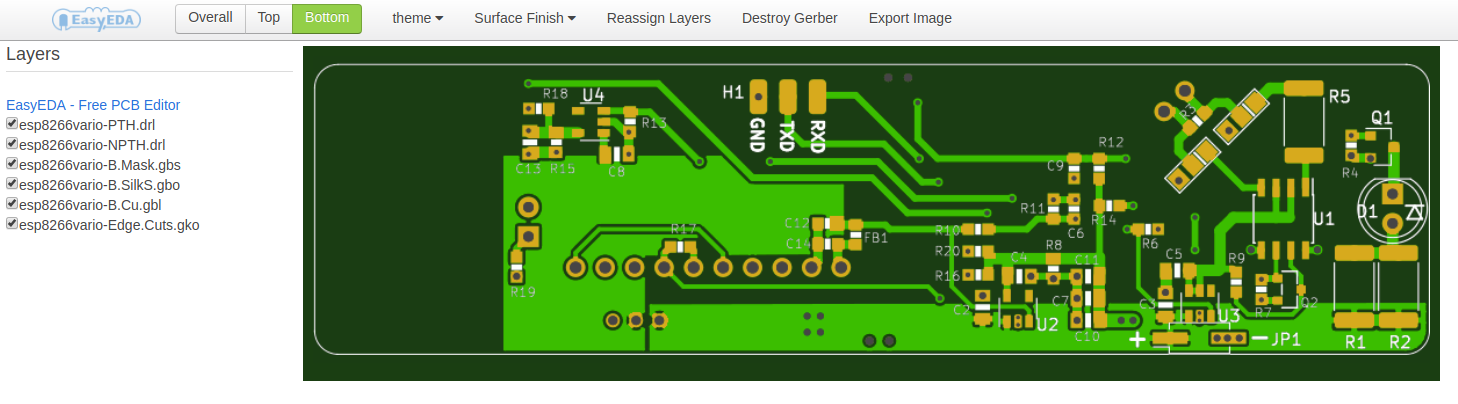 EasyEDA
Overall Top Bottom theme Surface Finish Reassign Layers Destroy Gerber Export Image
Layers
EasyEDA - Free PCB Editor
esp8266vario-PTH.drl
esp8266vario-NPTH.drl
esp8266vario-B.Mask.gbs
esp8266vario-B.SilkS.gbo
esp8266vario-B.Cu.gbl
esp8266vario-Edge.Cuts.gko
R18 U4
R13
C13 R15 C8
H1
GND TXD RXD
R5
Q1
R4
R12
C9
R11
C6
R14
U1
D1
C12
C14
FB1
R17
R19
R10
R20
R16
R8
C4
C11
C7
C2
U2
C10
R6
C5
R9
C3
U3
R7
Q2
+
− JP1
R1 R2